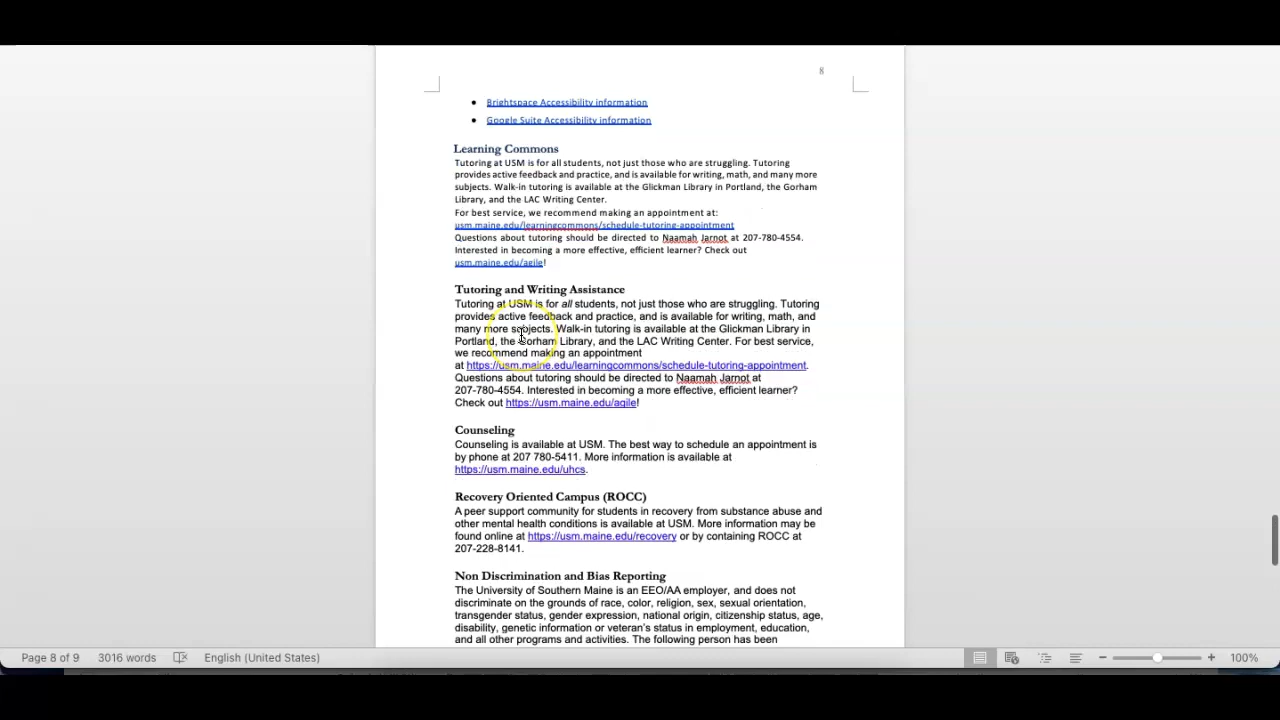 8
Brightspace Accessibility information
Google Suite Accessibility information
Learning Commons
Tutoring at USM is for all students, not just those who are struggling. Tutoring
provides active feedback and practice, and is available for writing, math, and many more
subjects. Walk-in tutoring is available at the Glickman Library in Portland, the Gorham
Library, and the LAC Writing Center.
For best service, we recommend making an appointment at:
usm.maine.edu/learningcommons/schedule-tutoring-appointment
Questions about tutoring should be directed to Naamah Jarnot at 207-780-4554.
Interested in becoming a more effective, efficient learner? Check out
usm.maine.edu/agile!
Tutoring and Writing Assistance
Tutoring at USM is for all students, not just those who are struggling. Tutoring
provides active feedback and practice, and is available for writing, math, and
many more subjects. Walk-in tutoring is available at the Glickman Library in
Portland, the Gorham Library, and the LAC Writing Center. For best service,
we recommend making an appointment
at https://usm.maine.edu/learningcommons/schedule-tutoring-appointment.
Questions about tutoring should be directed to Naamah Jarnot at
207-780-4554. Interested in becoming a more effective, efficient learner?
Check out https://usm.maine.edu/agile!
Counseling
Counseling is available at USM. The best way to schedule an appointment is
by phone at 207 780-5411. More information is available at
https://usm.maine.edu/uhcs.
Recovery Oriented Campus (ROCC)
A peer support community for students in recovery from substance abuse and
other mental health conditions is available at USM. More information may be
found online at https://usm.maine.edu/recovery or by containing ROCC at
207-228-8141.
Non Discrimination and Bias Reporting
The University of Southern Maine is an EEO/AA employer, and does not
discriminate on the grounds of race, color, religion, sex, sexual orientation,
transgender status, gender expression, national origin, citizenship status, age,
disability, genetic information or veteran's status in employment, education,
and all other programs and activities. The following person has been
Page 8 of 9 3016 words English (United States) 100%